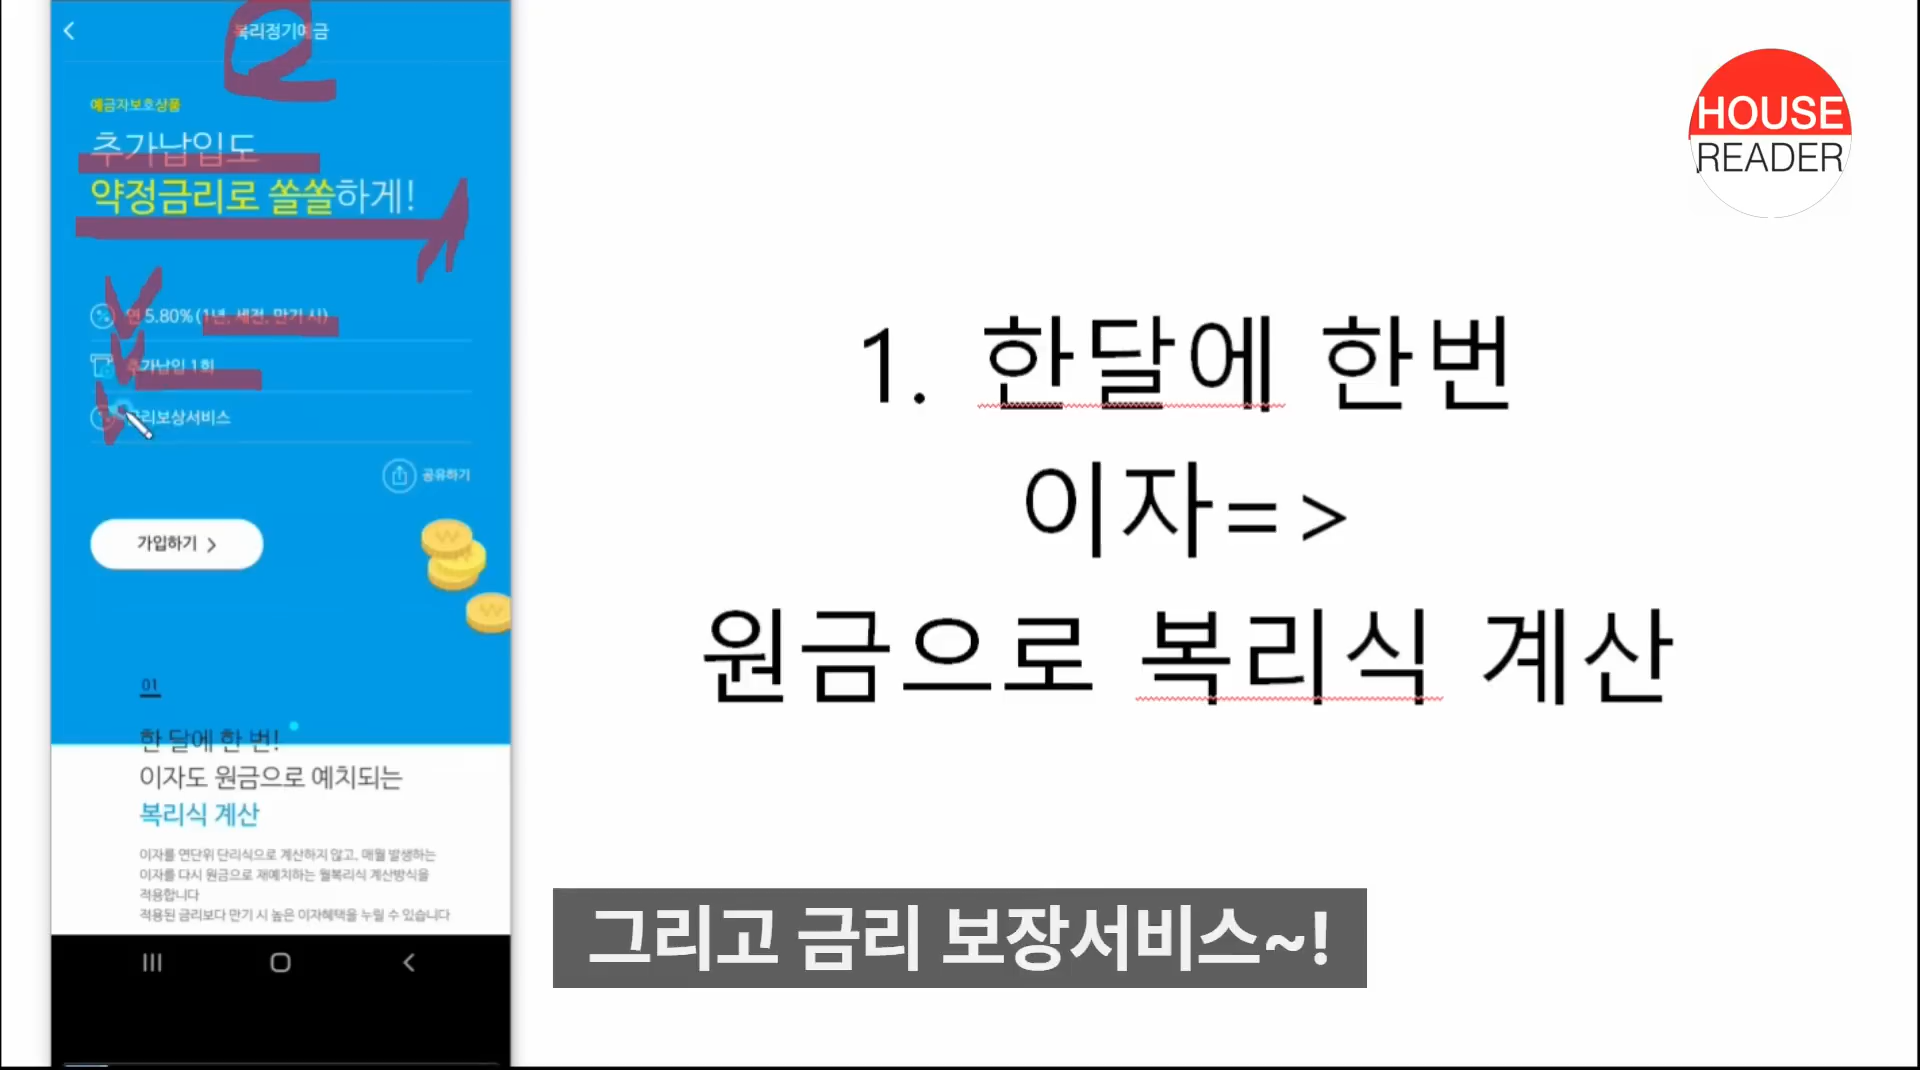 복리정기예금
예금자보호상품
추가납입도
약정금리로 쏠쏠하게!
연 5.80% (1년, 세전, 만기 시)
추가납입 1회
금리보상서비스
공유하기
가입하기 >
01
한 달에 한 번!
이자도 원금으로 예치되는
복리식 계산
이자를 연단위 단리식으로 계산하지 않고, 매월 발생하는
이자를 다시 원금으로 재예치하는 월복리식 계산방식을
적용합니다
적용된 금리보다 만기 시 높은 이자혜택을 누릴 수 있습니다
HOUSE
READER
1. 한달에 한번
이자=>
원금으로 복리식 계산
그리고 금리 보장서비스~!